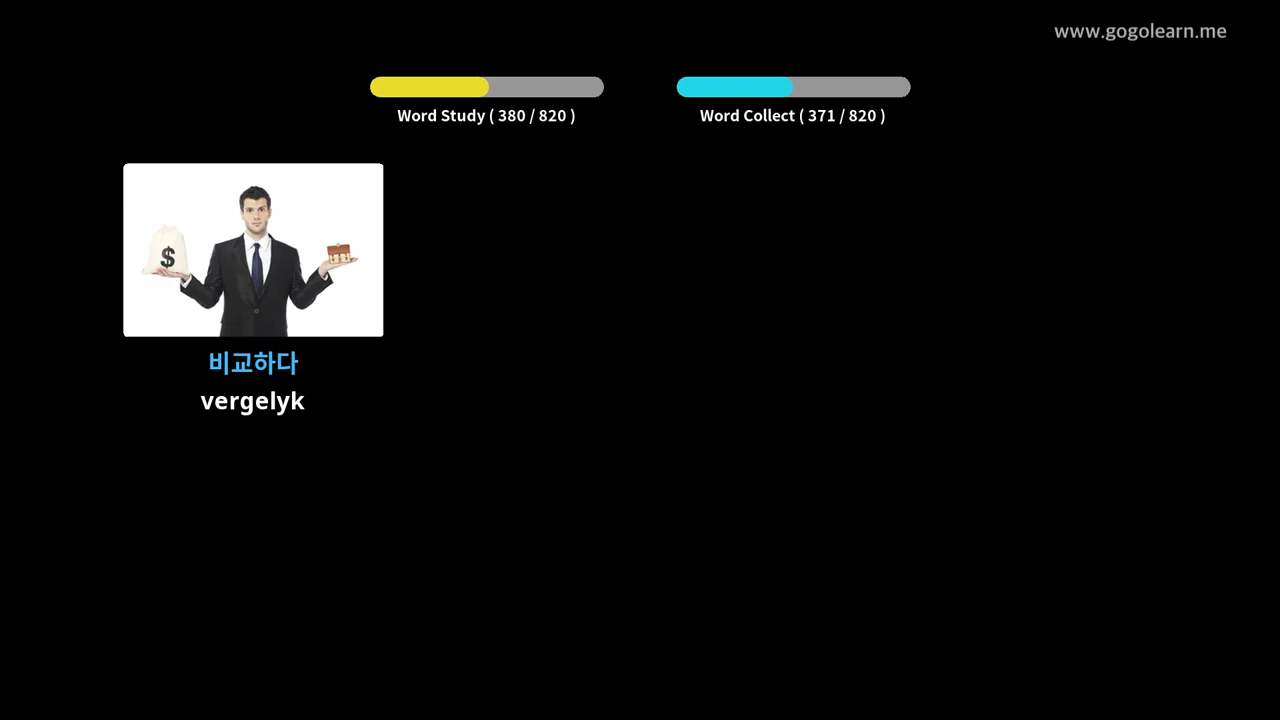 www.gogolearn.me
Word Study ( 380 / 820 )
Word Collect ( 371 / 820 )
$
비교하다
vergelyk